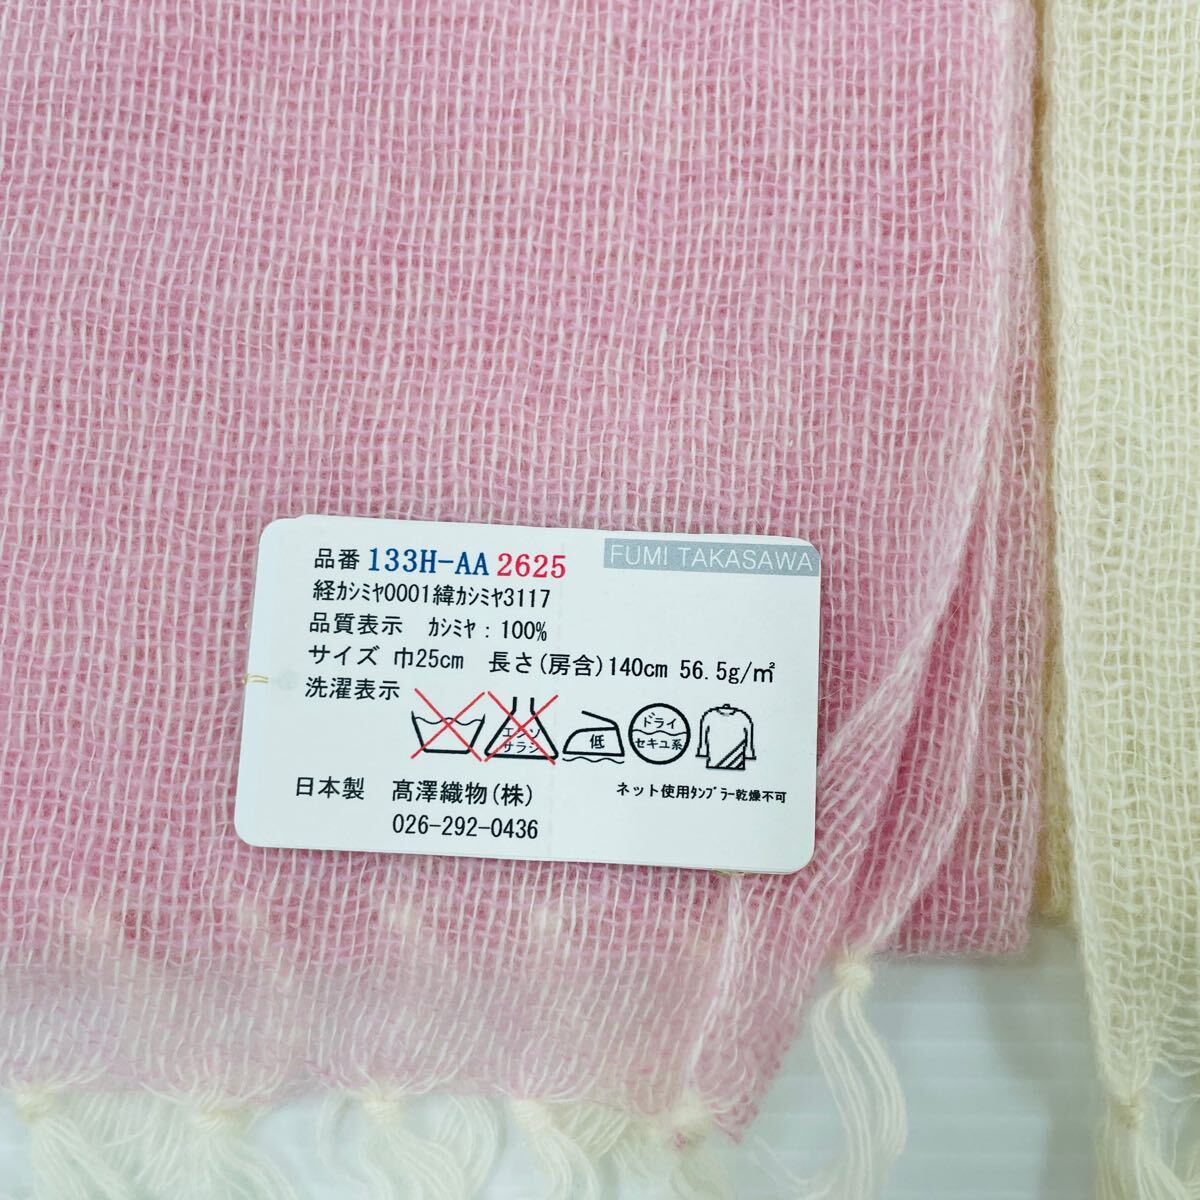 品番 133H-AA 2625 FUMI TAKASAWA
経ｶｼﾐﾔ0001緯ｶｼﾐﾔ3117
品質表示 ｶｼﾐﾔ：100%
サイズ 巾25cm 長さ(房含)140cm 56.5g/㎡
洗濯表示
エンソ
サラシ
低
ドライ
セキユ系
ネット使用ﾀﾝﾌﾞﾗｰ乾燥不可
日本製 髙澤織物(株)
026-292-0436